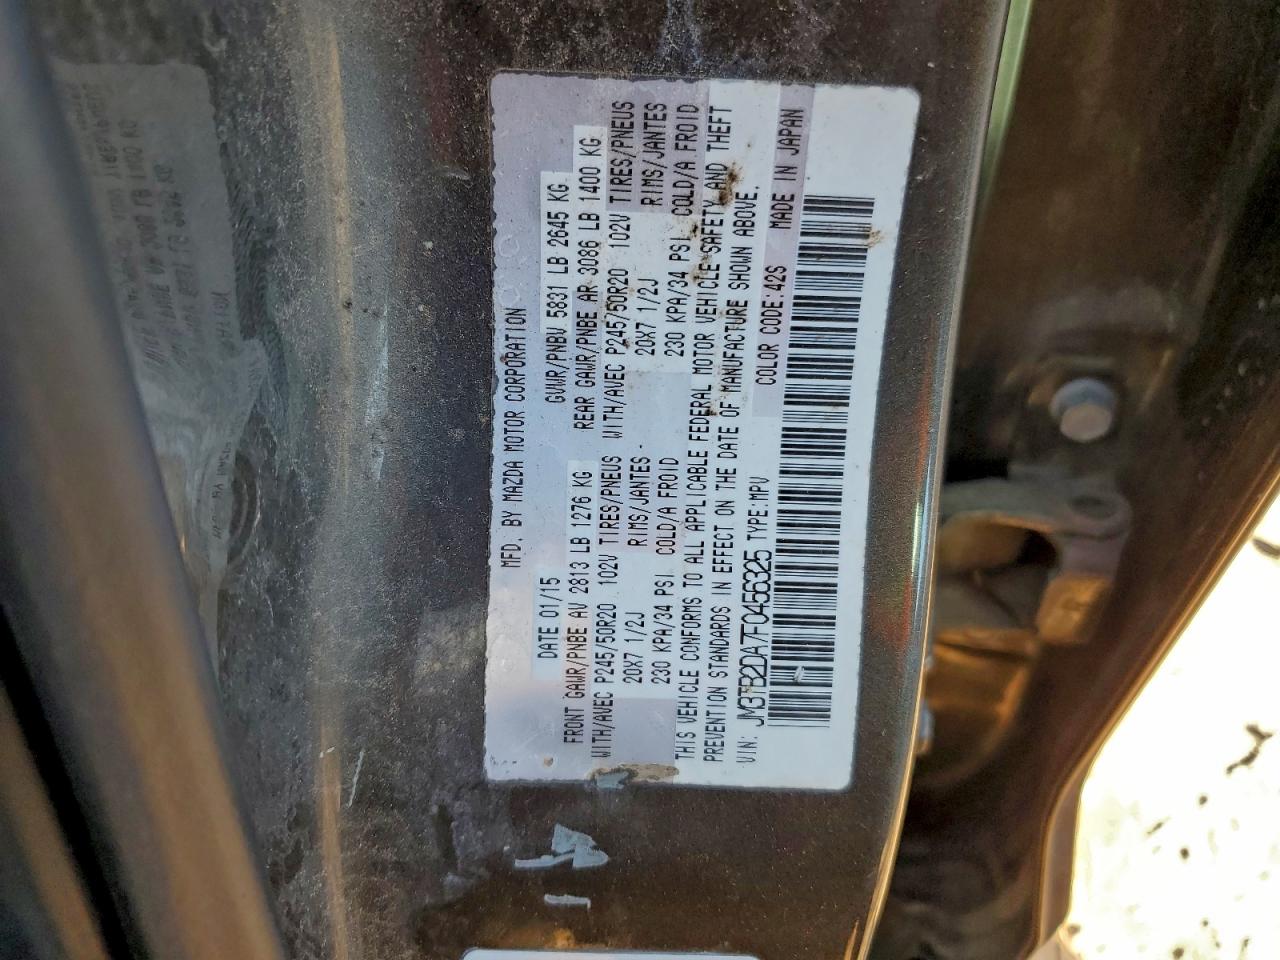 MFD. BY MAZDA MOTOR CORPORATION
DATE 01/15 GVWR/PNBV 5831 LB 2645 KG
FRONT GAWR/PNBE AV 2813 LB 1276 KG REAR GAWR/PNBE AR 3086 LB 1400 KG
WITH/AVEC P245/50R20 102V TIRES/PNEUS WITH/AVEC P245/50R20 102V TIRES/PNEUS
20X7 1/2J RIMS/JANTES. 20X7 1/2J RIMS/JANTES
230 KPA/34 PSI COLD/A FROID 230 KPA/34 PSI COLD/A FROID
THIS VEHICLE CONFORMS TO ALL APPLICABLE FEDERAL MOTOR VEHICLE SAFETY AND THEFT
PREVENTION STANDARDS IN EFFECT ON THE DATE OF MANUFACTURE SHOWN ABOVE.
VIN: JM3TB2DA7F0456325 TYPE:MPV COLOR CODE:42S MADE IN JAPAN